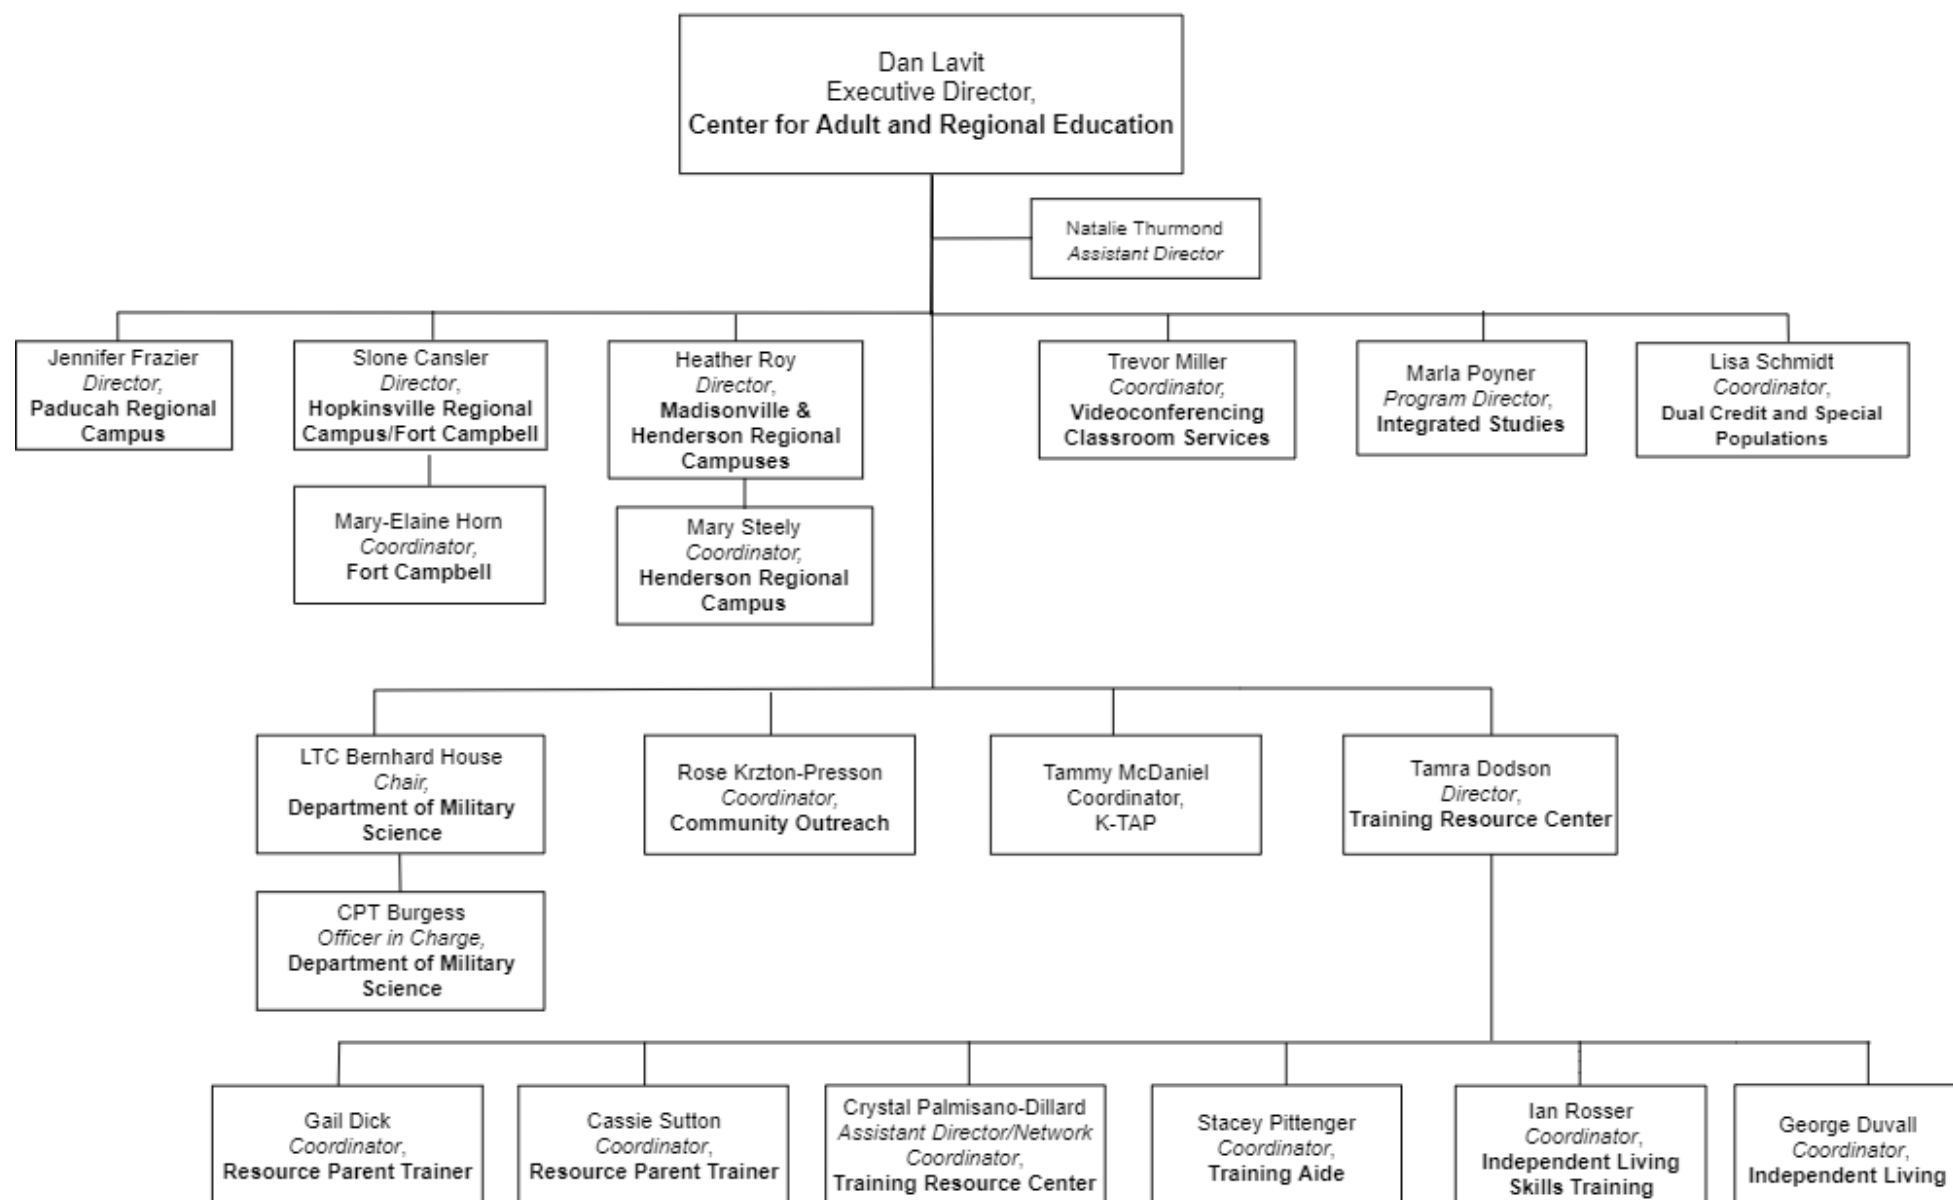 Dan Lavit
Executive Director,
Center for Adult and Regional Education
Natalie Thurmond
Assistant Director
Jennifer Frazier
Director,
Paducah Regional
Campus
Slone Cansler
Director,
Hopkinsville Regional
Campus/Fort Campbell
Heather Roy
Director,
Madisonville &
Henderson Regional
Campuses
Trevor Miller
Coordinator,
Videoconferencing
Classroom Services
Marla Poyner
Program Director,
Integrated Studies
Lisa Schmidt
Coordinator,
Dual Credit and Special
Populations
Mary-Elaine Horn
Coordinator,
Fort Campbell
Mary Steely
Coordinator,
Henderson Regional
Campus
LTC Bernhard House
Chair,
Department of Military
Science
Rose Krzton-Presson
Coordinator,
Community Outreach
Tammy McDaniel
Coordinator,
K-TAP
Tamra Dodson
Director,
Training Resource Center
CPT Burgess
Officer in Charge,
Department of Military
Science
Gail Dick
Coordinator,
Resource Parent Trainer
Cassie Sutton
Coordinator,
Resource Parent Trainer
Crystal Palmisano-Dillard
Assistant Director/Network
Coordinator,
Training Resource Center
Stacey Pittenger
Coordinator,
Training Aide
Ian Rosser
Coordinator,
Independent Living
Skills Training
George Duvall
Coordinator,
Independent Living